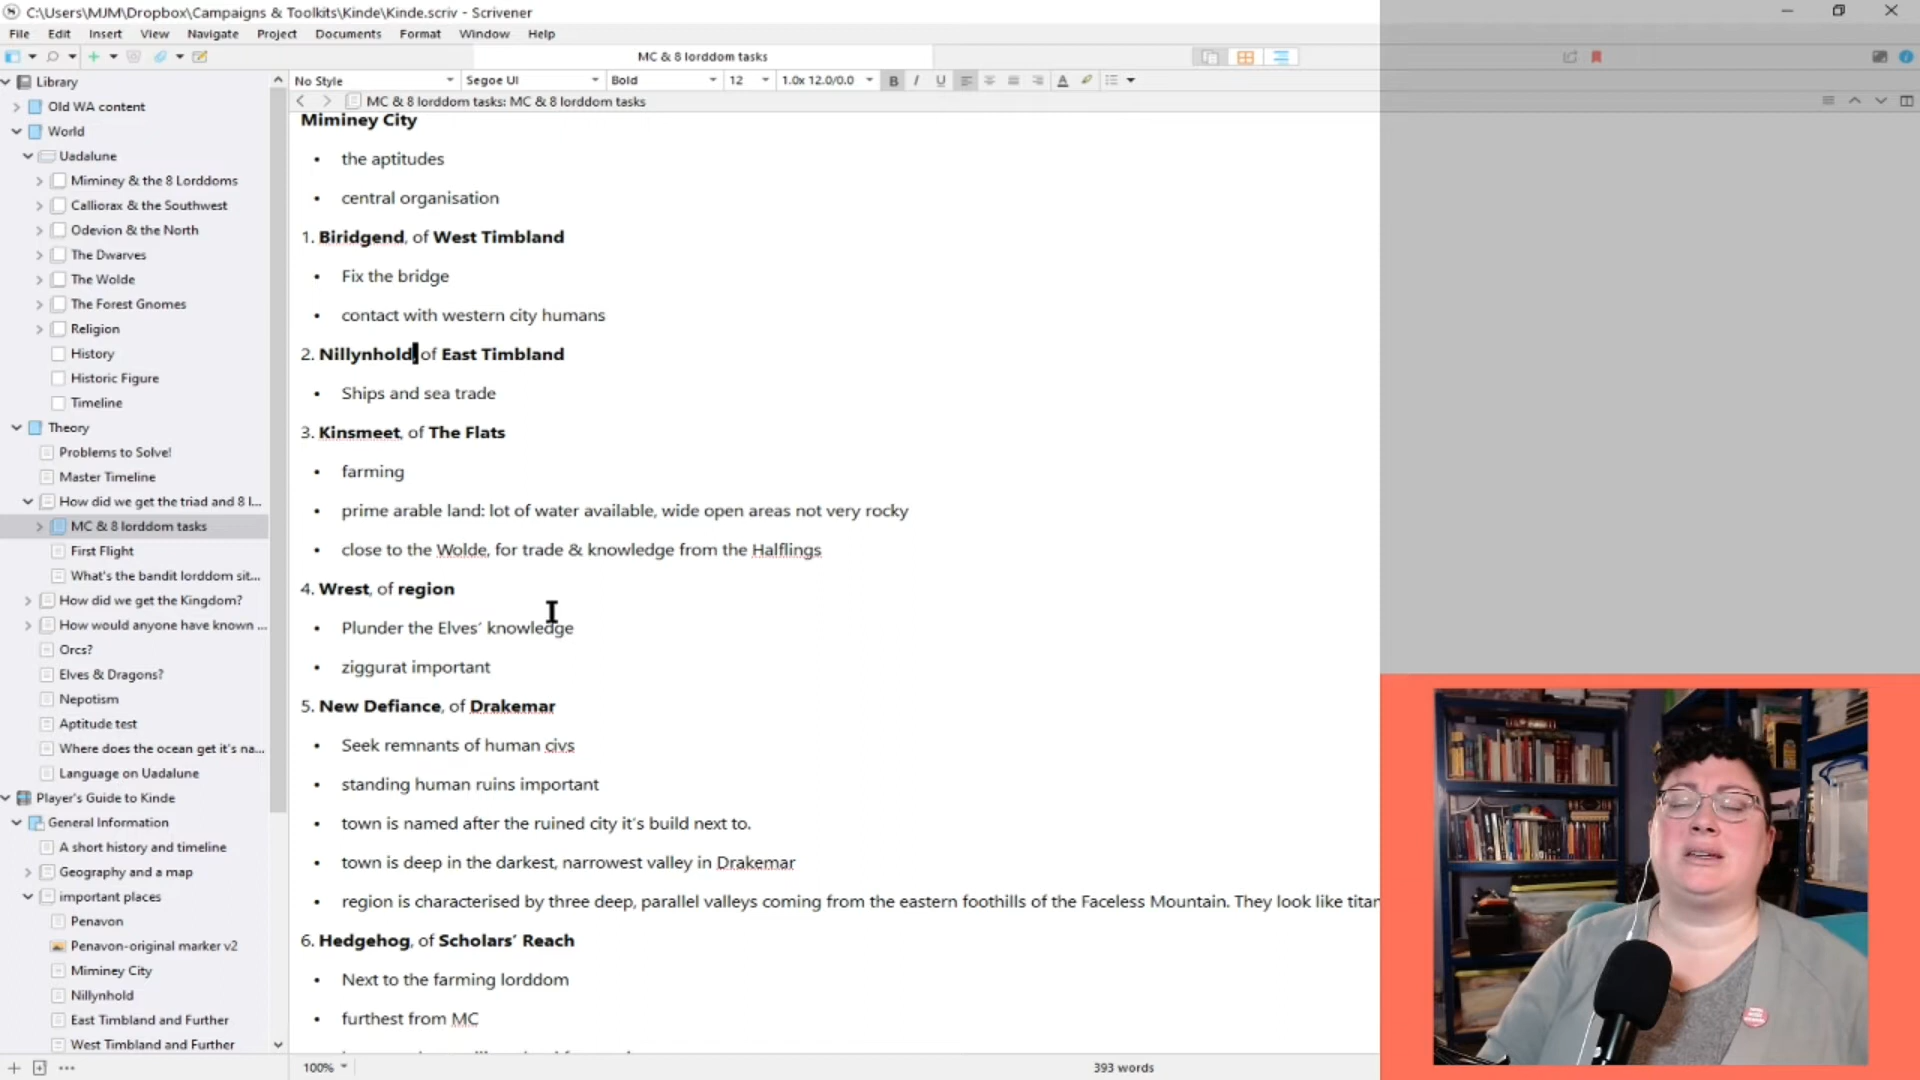 C:\Users\MJM\Dropbox\Campaigns & Toolkits\Kinde\Kinde.scriv - Scrivener
File Edit Insert View Navigate Project Documents Format Window Help
MC & 8 lorddom tasks
No Style Segoe UI Bold 12 1.0x 12.0/0.0 B I U A
MC & 8 lorddom tasks: MC & 8 lorddom tasks
Library
Old WA content
World
Uadalune
Miminey & the 8 Lorddoms
Calliorax & the Southwest
Odevion & the North
The Dwarves
The Wolde
The Forest Gnomes
Religion
History
Historic Figure
Timeline
Theory
Problems to Solve!
Master Timeline
How did we get the triad and 8 l...
MC & 8 lorddom tasks
First Flight
What's the bandit lorddom sit...
How did we get the Kingdom?
How would anyone have known ...
Orcs?
Elves & Dragons?
Nepotism
Aptitude test
Where does the ocean get it's na...
Language on Uadalune
Player's Guide to Kinde
General Information
A short history and timeline
Geography and a map
important places
Penavon
Penavon-original marker v2
Miminey City
Nillynhold
East Timbland and Further
West Timbland and Further
Miminey City
• the aptitudes
• central organisation
1. Biridgend, of West Timbland
• Fix the bridge
• contact with western city humans
2. Nillynhold, of East Timbland
• Ships and sea trade
3. Kinsmeet, of The Flats
• farming
• prime arable land: lot of water available, wide open areas not very rocky
• close to the Wolde, for trade & knowledge from the Halflings
4. Wrest, of region
• Plunder the Elves' knowledge
• ziggurat important
5. New Defiance, of Drakemar
• Seek remnants of human civs
• standing human ruins important
• town is named after the ruined city it's build next to.
• town is deep in the darkest, narrowest valley in Drakemar
• region is characterised by three deep, parallel valleys coming from the eastern foothills of the Faceless Mountain. They look like titan
6. Hedgehog, of Scholars' Reach
• Next to the farming lorddom
• furthest from MC
100%
393 words